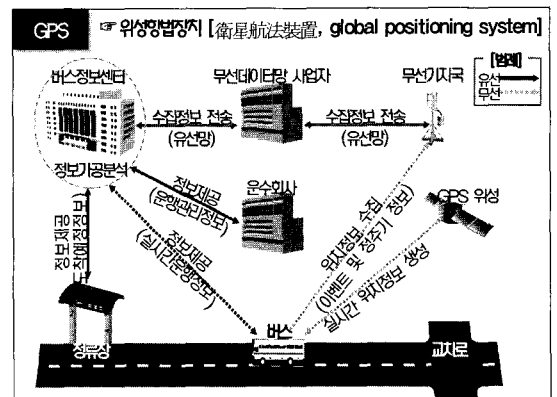 GPS
☞ 위성항법장치 [衛星航法裝置, global positioning system]
버스정보센터
무선데이터망 사업자
무선기지국
[범례]
유선
무선
수집정보 전송
(유선망)
수집정보 전송
(유선망)
정보가공분석
정보제공
(운행관리정보)
운수회사
GPS 위성
정보제공
(도착예정정보)
정보제공
(실시간운행정보)
위치정보 수집
(이벤트 및 정주기 정보)
실시간 위치정보 생성
버스
정류장
교차로